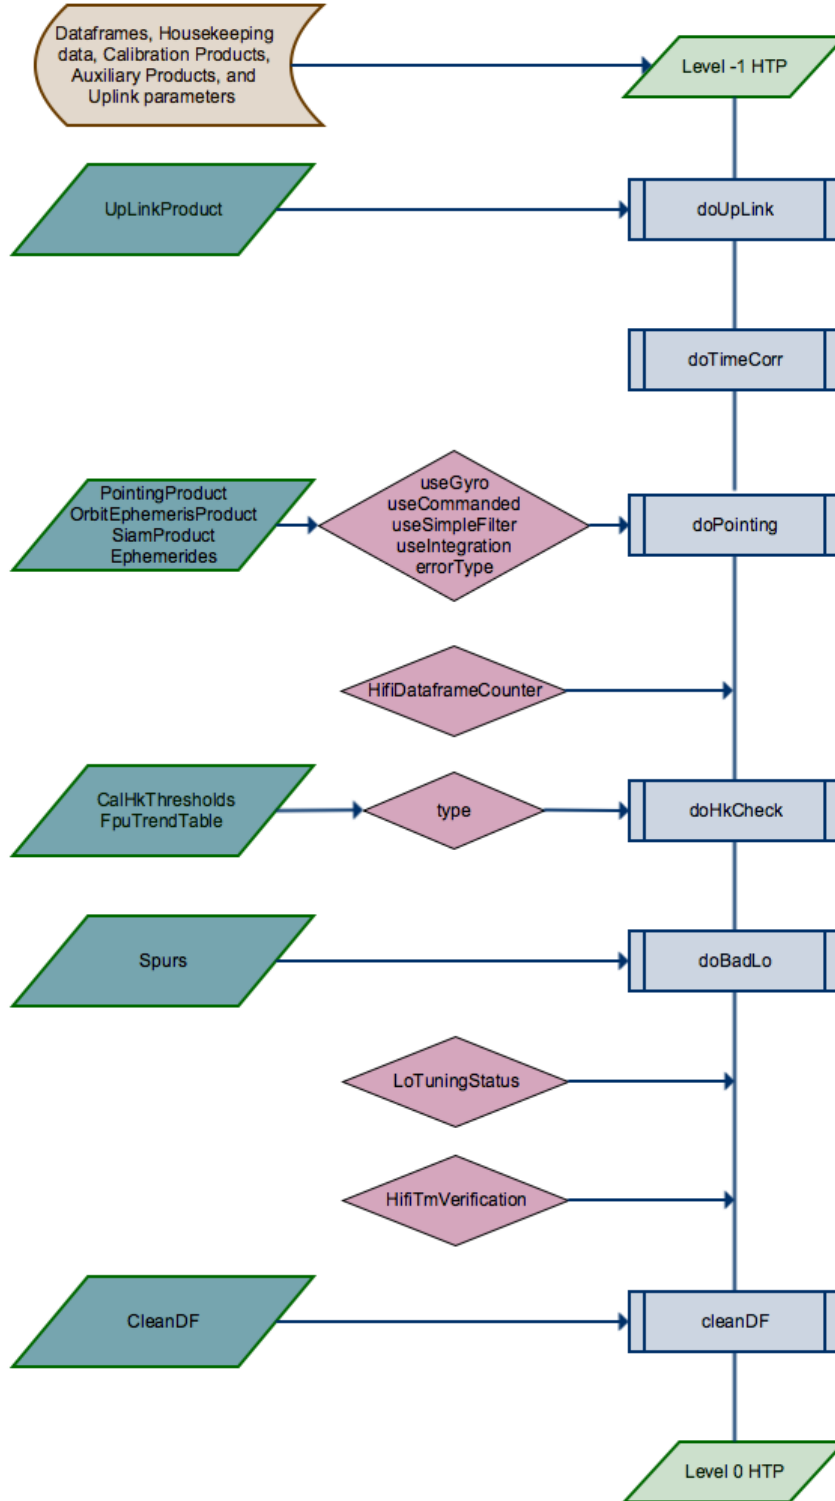 Dataframes, Housekeeping
data, Calibration Products,
Auxiliary Products, and
Uplink parameters
Level -1 HTP
UpLinkProduct
doUpLink
doTimeCorr
PointingProduct
OrbitEphemerisProduct
SiamProduct
Ephemerides
useGyro
useCommanded
useSimpleFilter
useIntegration
errorType
doPointing
HifiDataframeCounter
CalHkThresholds
FpuTrendTable
type
doHkCheck
Spurs
doBadLo
LoTuningStatus
HifiTmVerification
CleanDF
cleanDF
Level 0 HTP